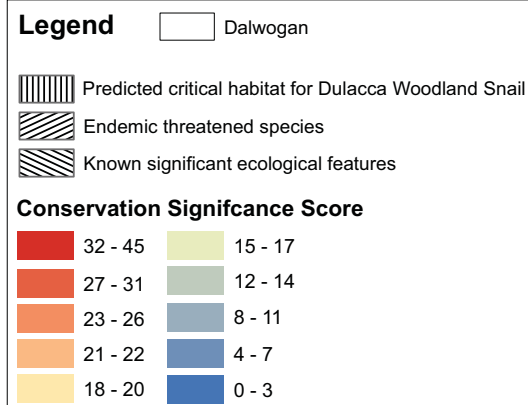 Legend
Dalwogan
Predicted critical habitat for Dulacca Woodland Snail
Endemic threatened species
Known significant ecological features
Conservation Signifcance Score
32 - 45
27 - 31
23 - 26
21 - 22
18 - 20
15 - 17
12 - 14
8 - 11
4 - 7
0 - 3